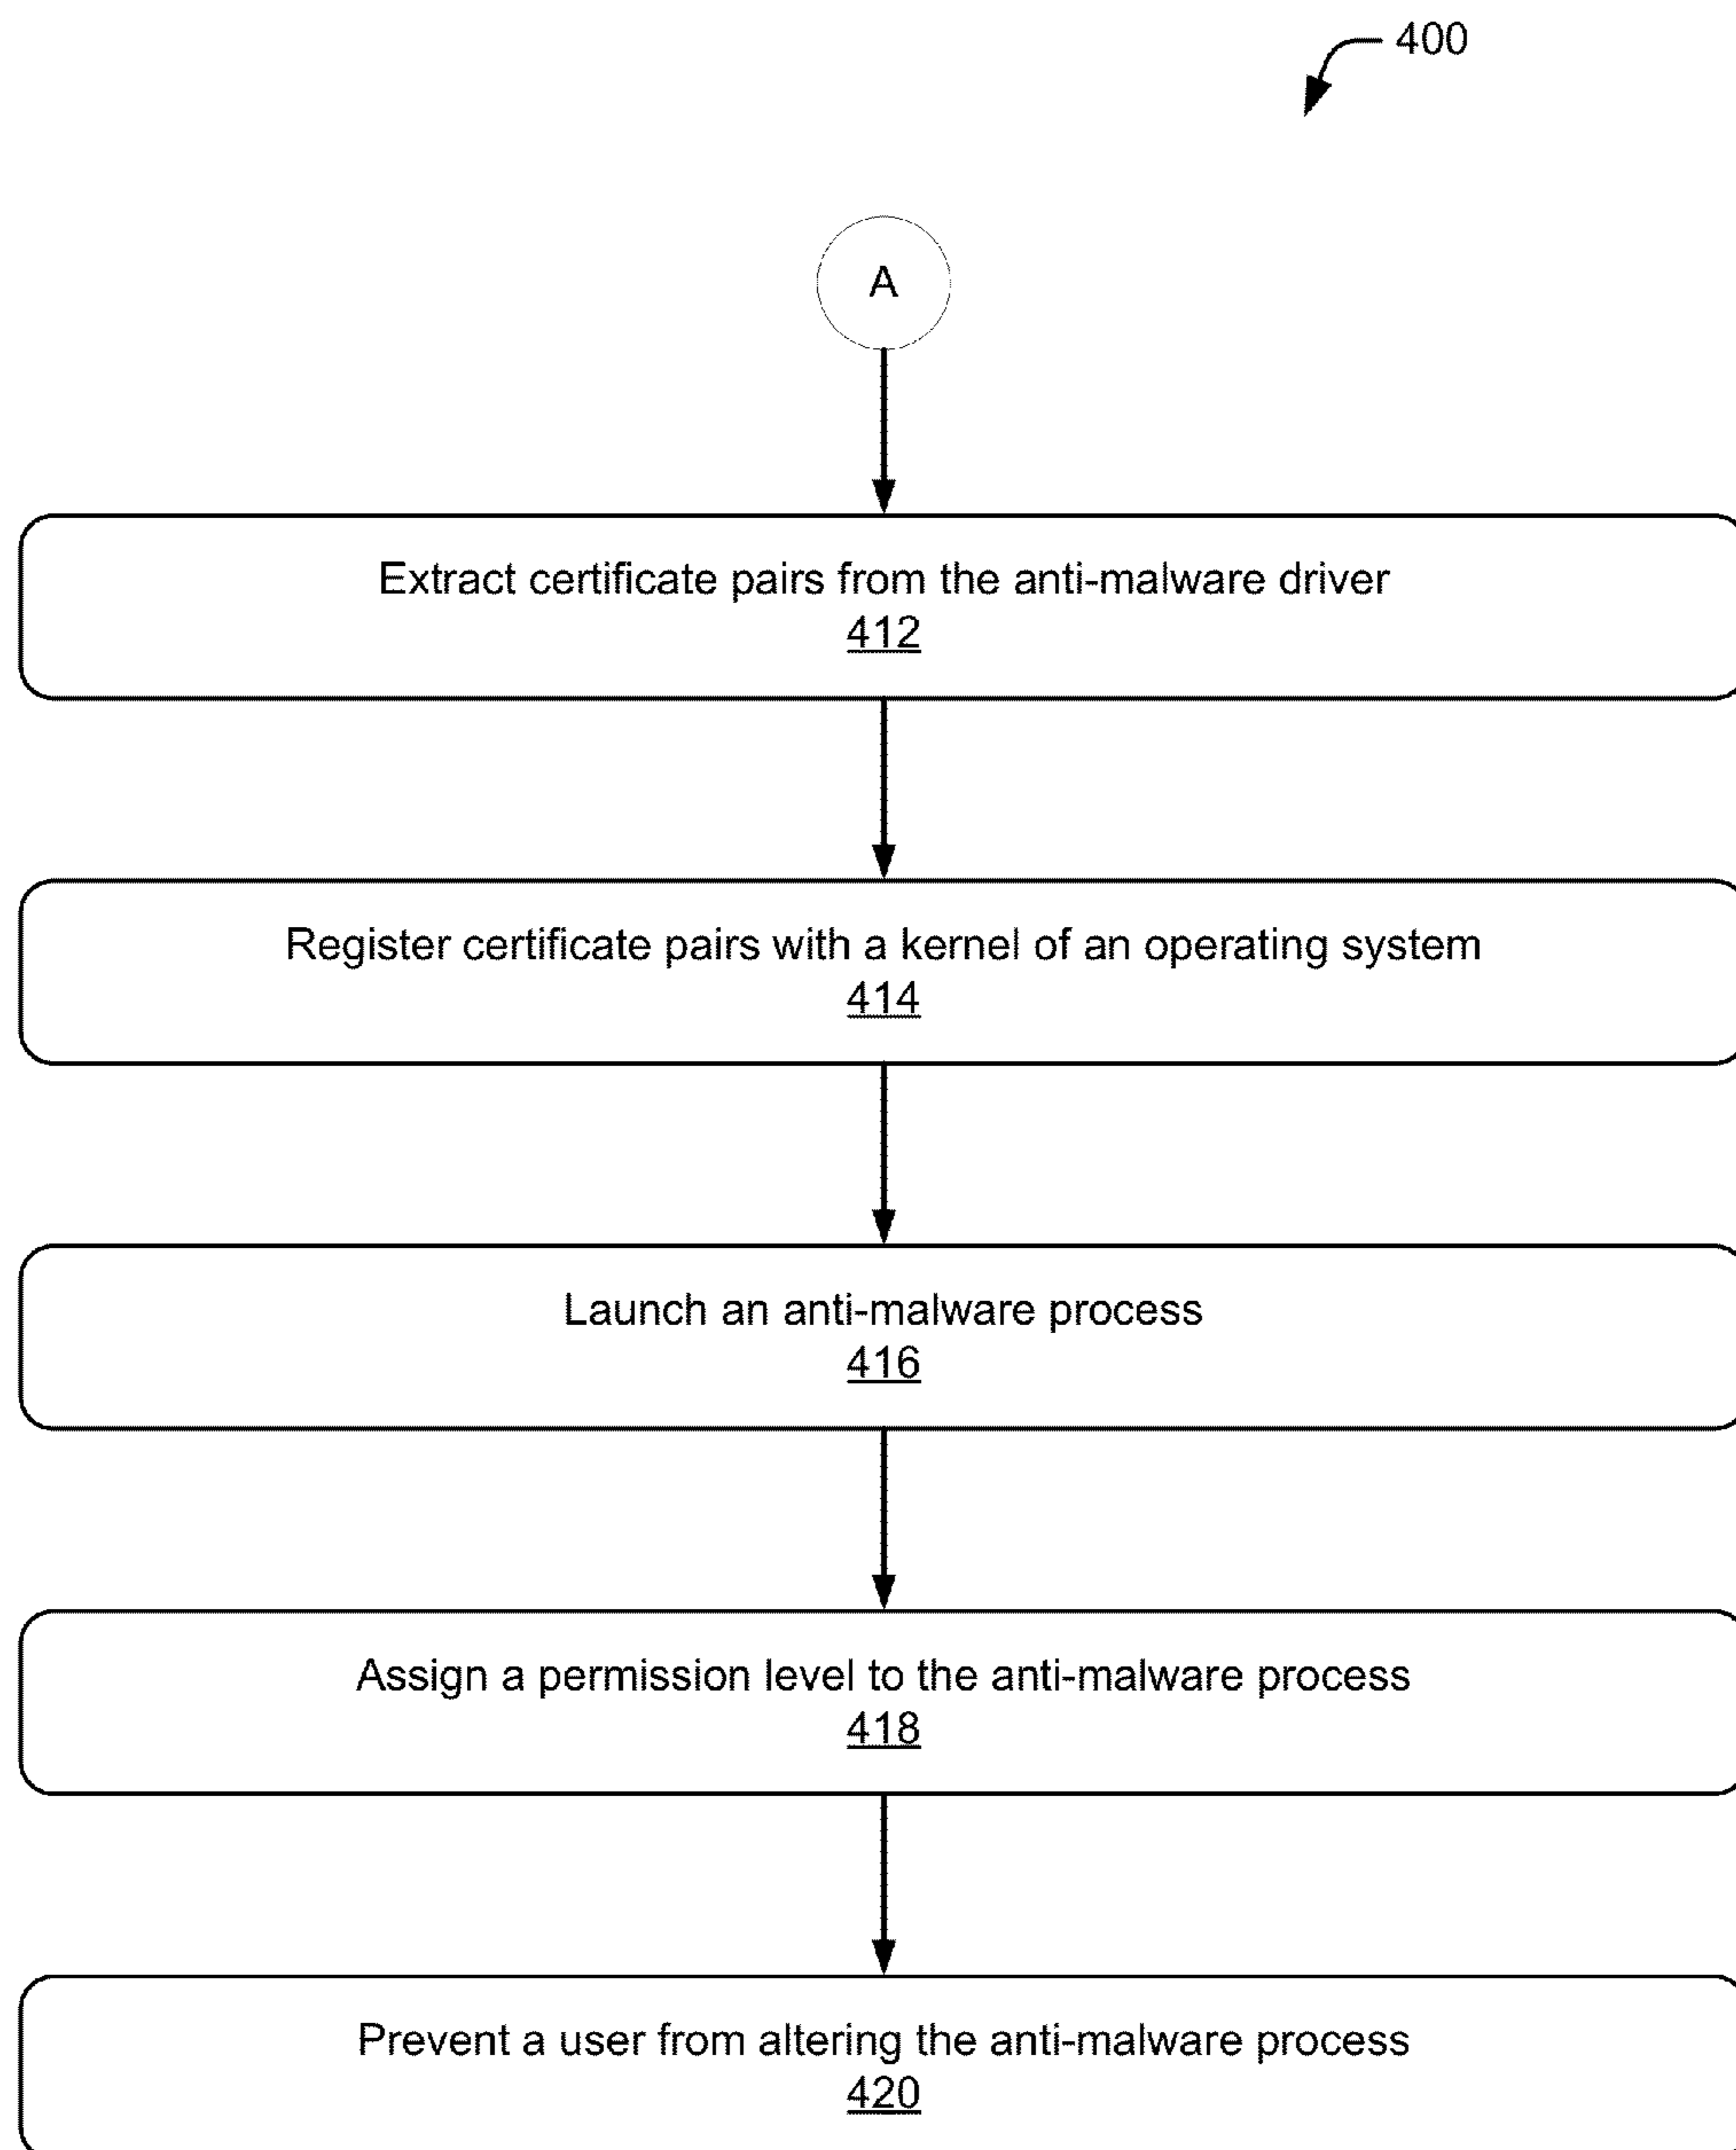 400
A
Extract certificate pairs from the anti-malware driver
412
Register certificate pairs with a kernel of an operating system
414
Launch an anti-malware process
416
Assign a permission level to the anti-malware process
418
Prevent a user from altering the anti-malware process
420